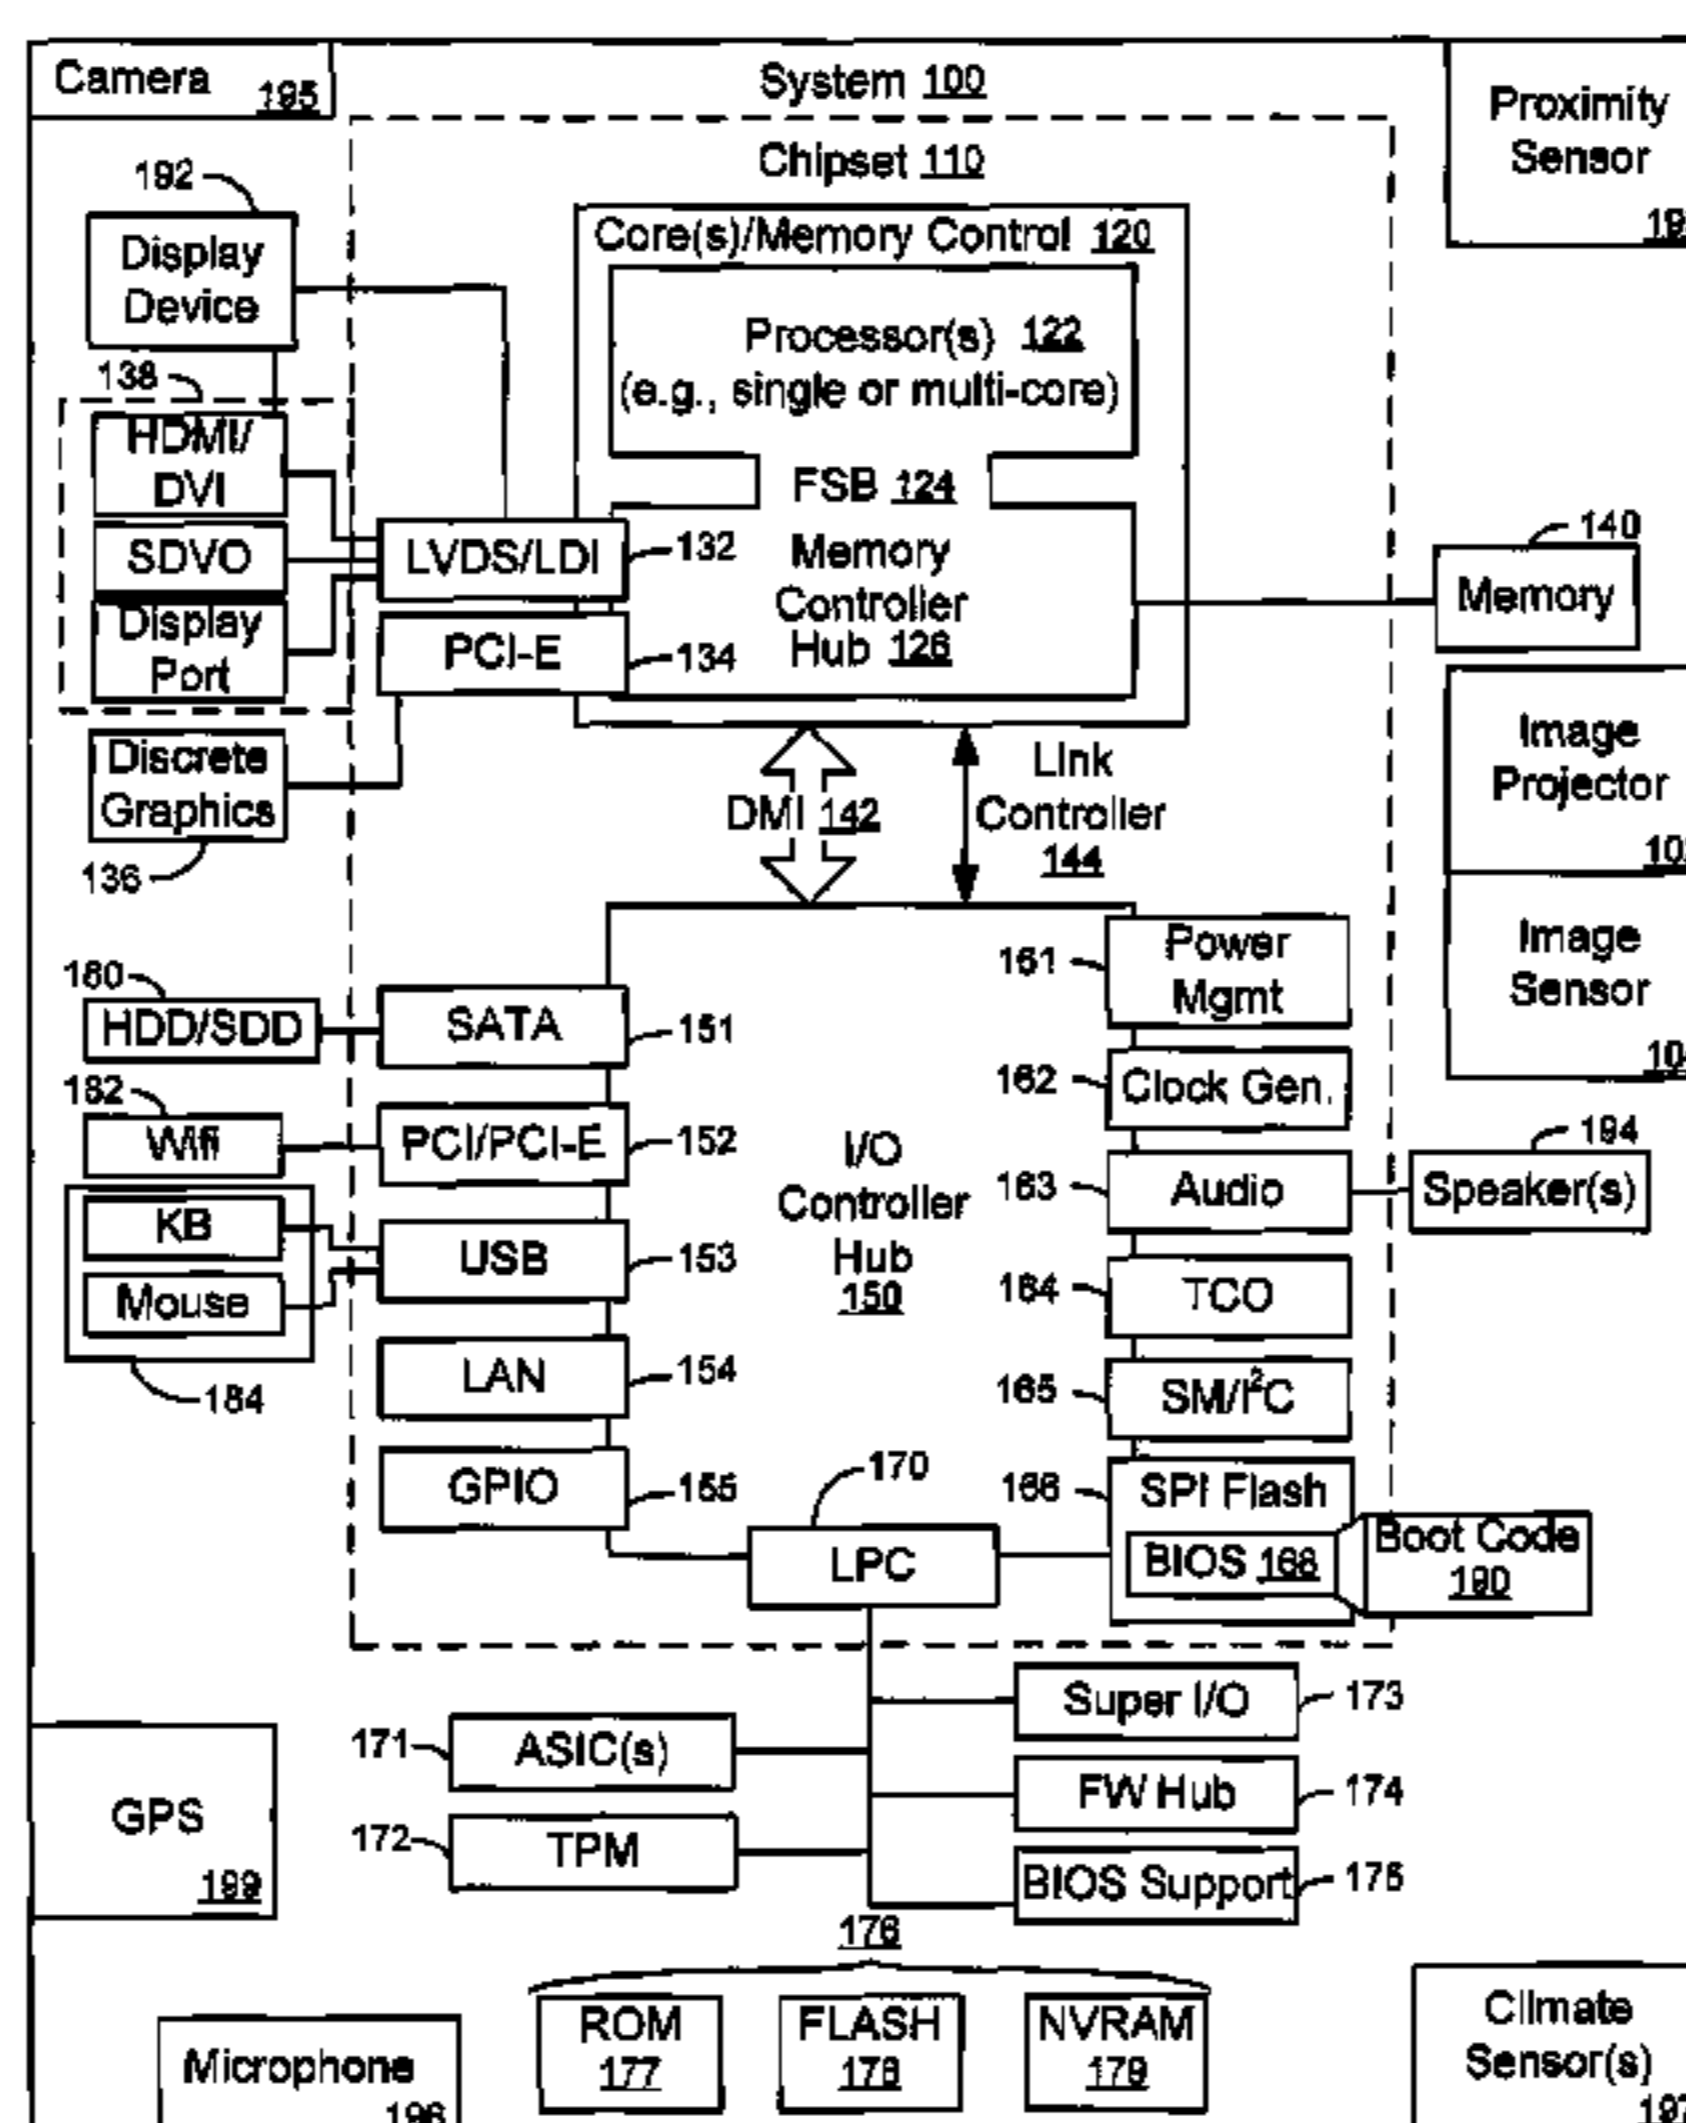 Camera 195
System 100
Proximity
Sensor
Chipset 110
192
Display
Device
Core(s)/Memory Control 120
Processor(s) 122
(e.g., single or multi-core)
138
HDMI/
DVI
SDVO
Display
Port
FSB 124
Memory
Controller
Hub 126
LVDS/LDI
132
PCI-E
134
140
Memory
Discrete
Graphics
136
DMI 142
Link
Controller
144
Image
Projector
Image
Sensor
180
HDD/SDD
SATA
151
182
Wifi
PCI/PCI-E
152
KB
Mouse
184
USB
153
LAN
154
GPIO
155
I/O
Controller
Hub
150
161
Power
Mgmt
162
Clock Gen.
163
Audio
194
Speaker(s)
164
TCO
165
SM/I²C
166
SPI Flash
BIOS 168
Boot Code
190
170
LPC
171
ASIC(s)
172
TPM
Super I/O
173
FW Hub
174
BIOS Support
175
GPS
199
176
ROM
177
FLASH
178
NVRAM
179
Microphone
196
Climate
Sensor(s)
197